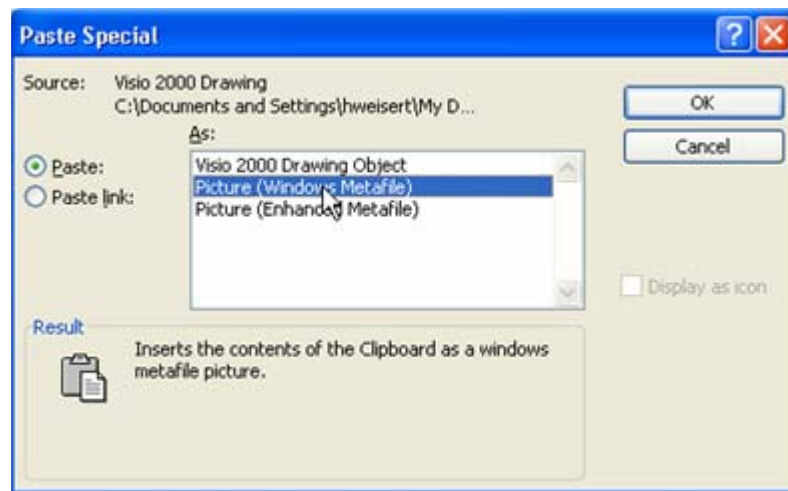 Paste Special
Source: Visio 2000 Drawing
C:\Documents and Settings\hweisert\My D...
OK
Cancel
As:
Paste:
Paste link:
Visio 2000 Drawing Object
Picture (Windows Metafile)
Picture (Enhanced Metafile)
Display as icon
Result
Inserts the contents of the Clipboard as a windows
metafile picture.